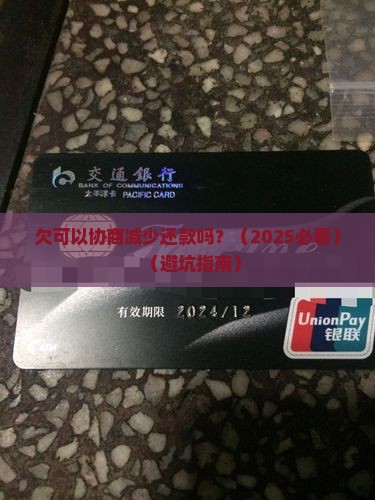 交通銀行
BANK OF COMMUNICATIONS
太平洋卡 PACIFIC CARD
欠可以协商减少还款吗？（2025必看）
（避坑指南）
有效期限 2024/12
UnionPay
银联
ATM